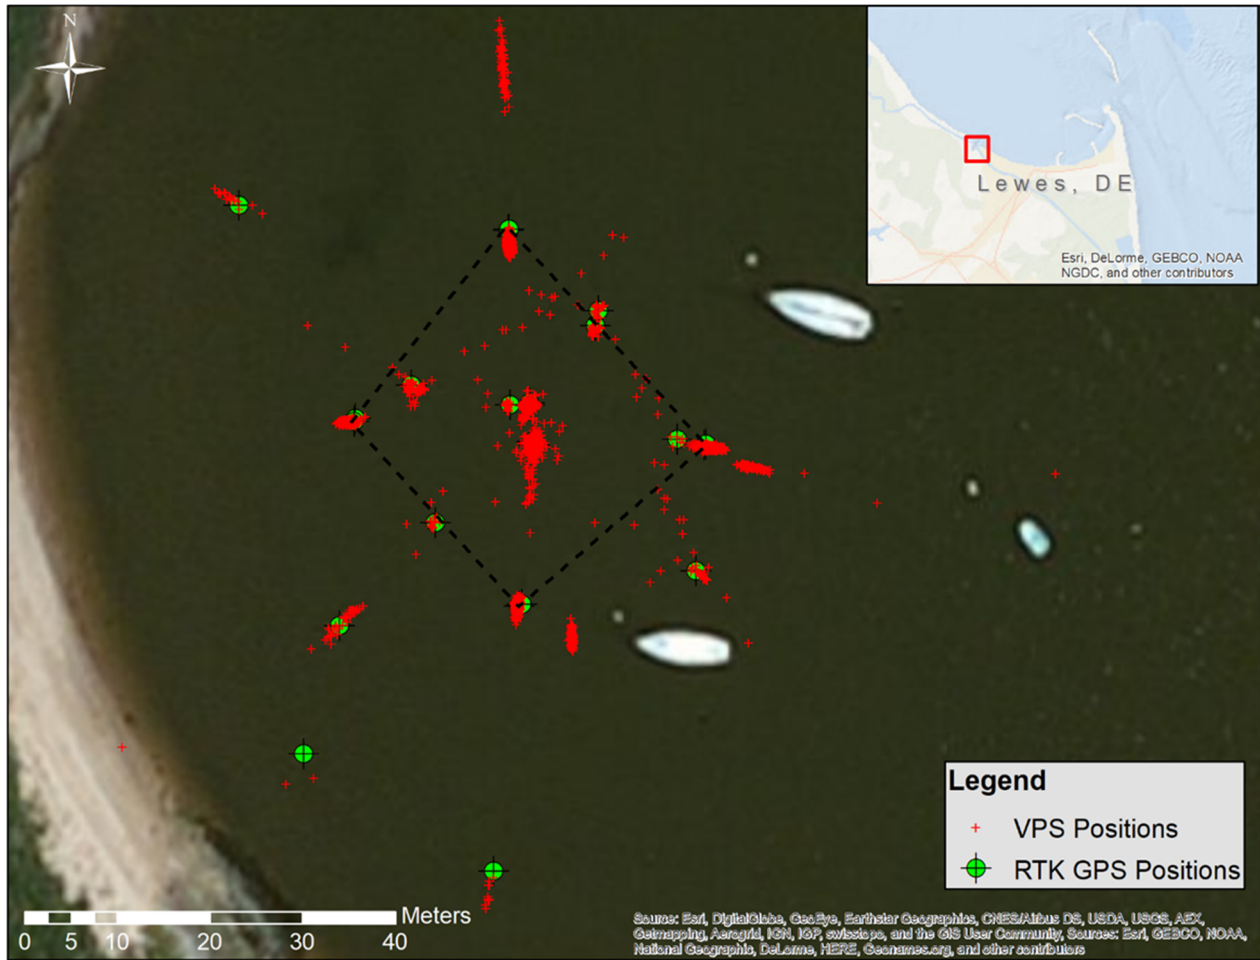 N
Lewes, DE
Esri, DeLorme, GEBCO, NOAA
NGDC, and other contributors
Legend
VPS Positions
RTK GPS Positions
Meters
0 5 10 20 30 40
Source: Esri, DigitalGlobe, GeoEye, Earthstar Geographics, CNES/Airbus DS, USDA, USGS, AEX,
Getmapping, Aerogrid, IGN, IGP, swisstopo, and the GIS User Community, Sources: Esri, GEBCO, NOAA,
National Geographic, DeLorme, HERE, Geonames.org, and other contributors